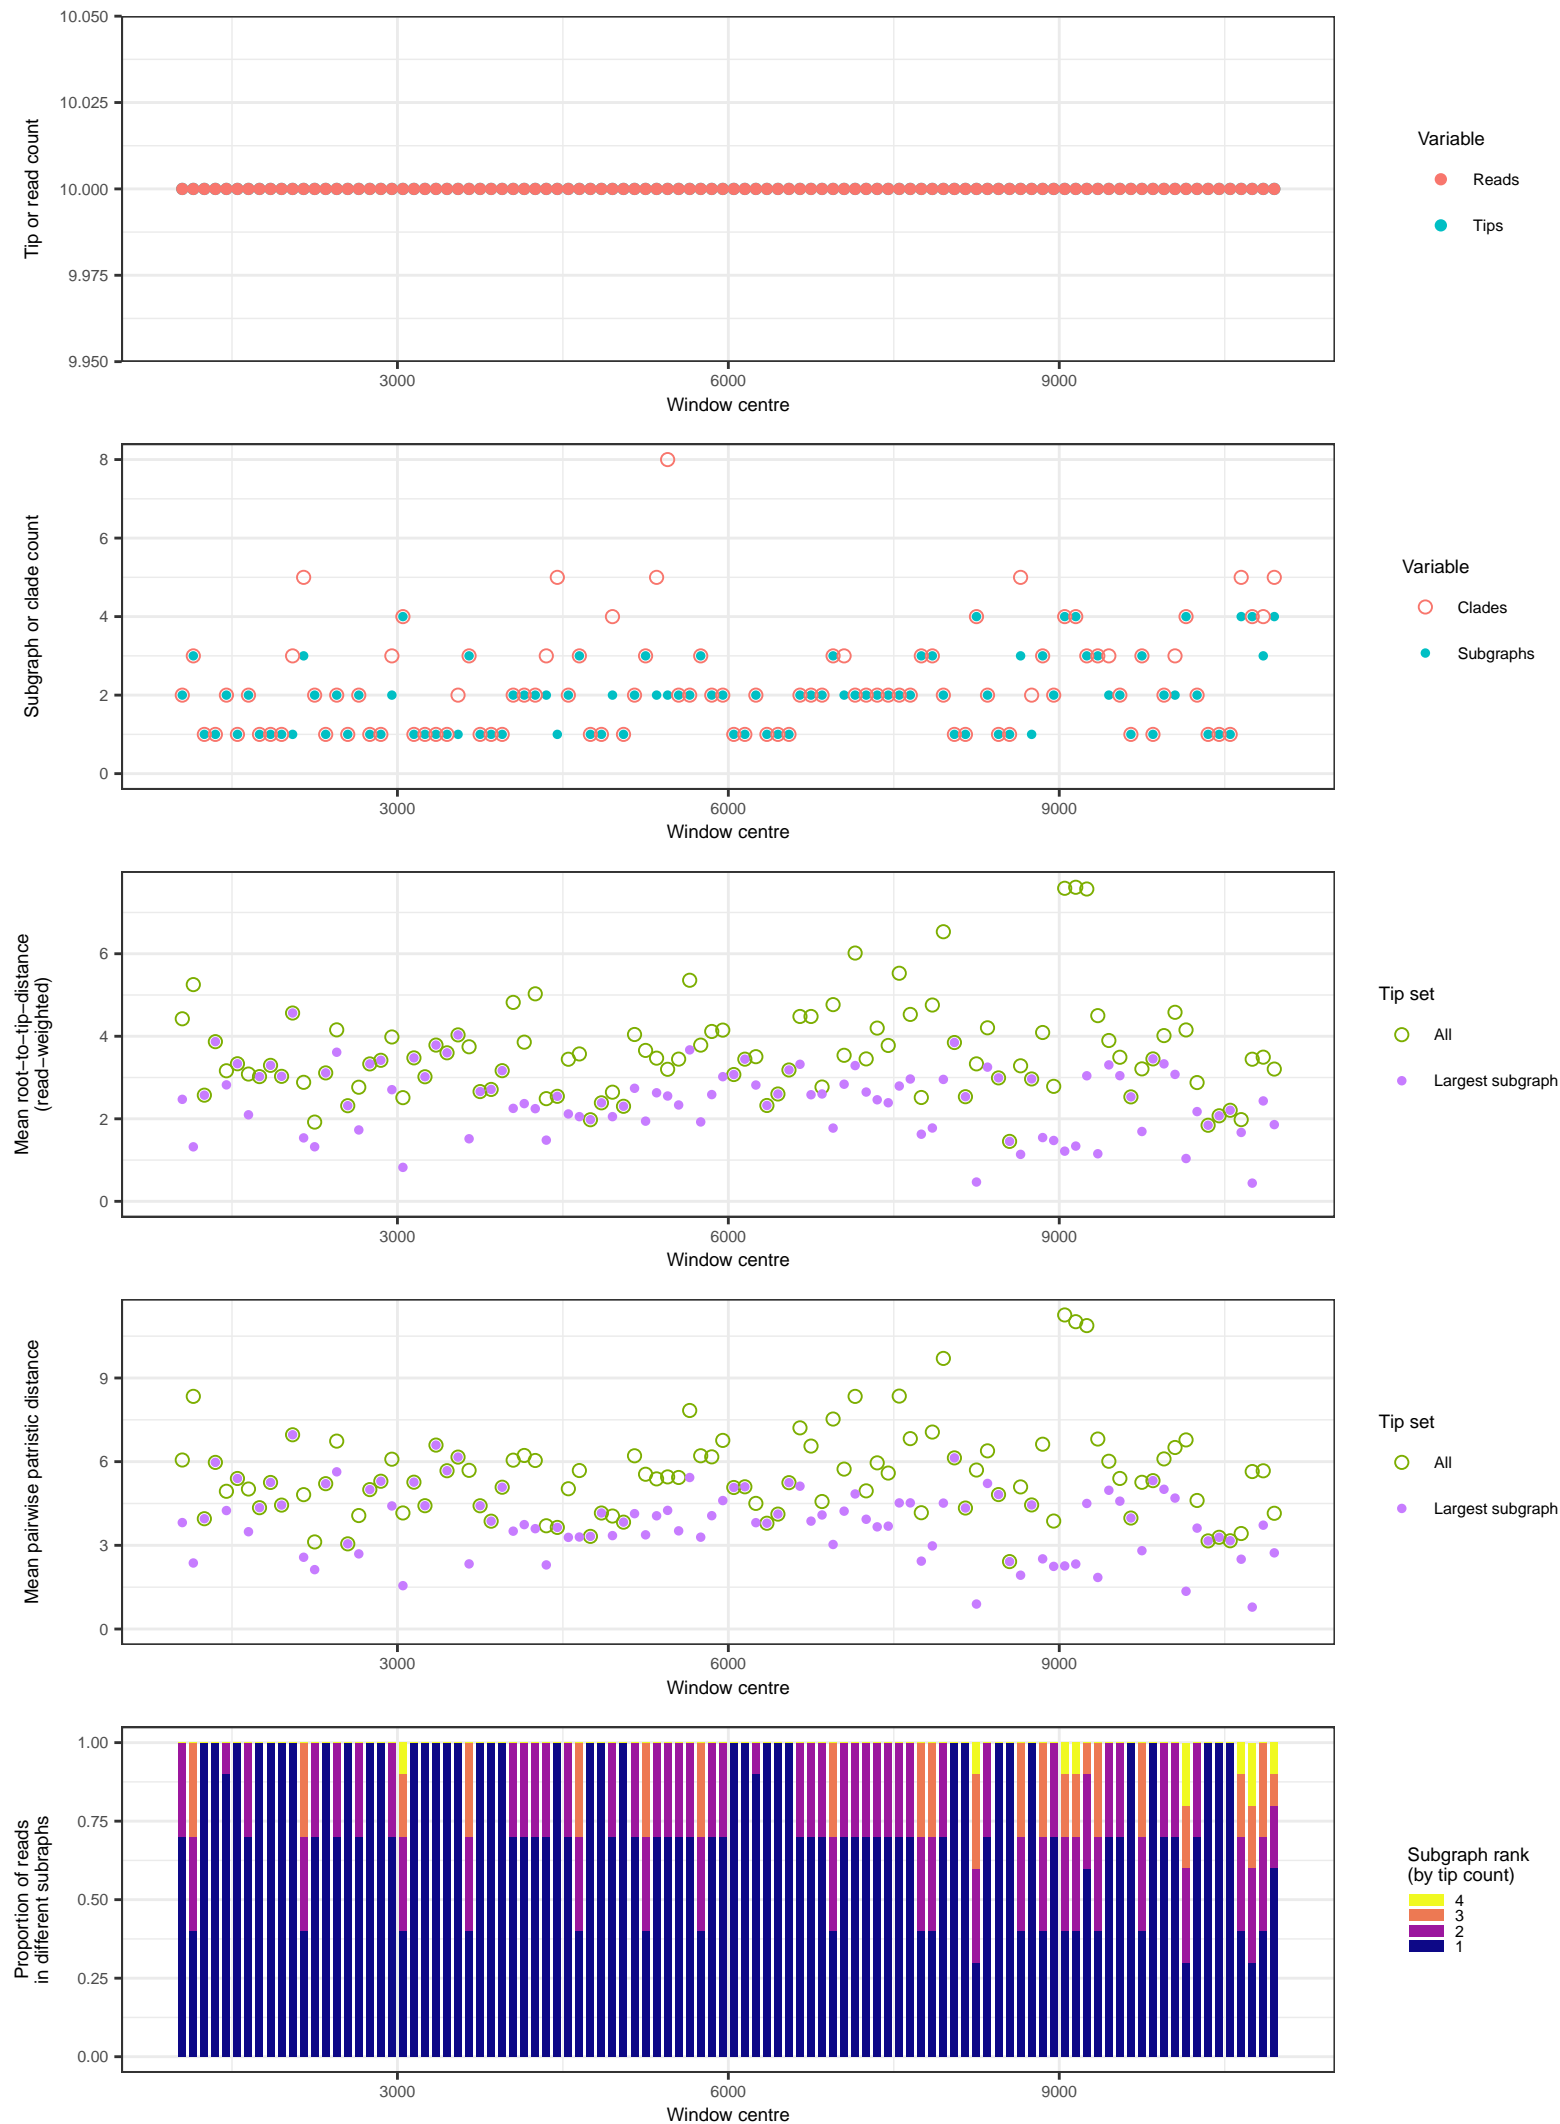 10.050
10.025
10.000
9.975
9.950
Tip or read count
3000
6000
9000
Window centre
Variable
Reads
Tips
8
6
4
2
0
Subgraph or clade count
3000
6000
9000
Window centre
Variable
Clades
Subgraphs
6
4
2
0
Mean root−to−tip−distance
(read−weighted)
3000
6000
9000
Window centre
Tip set
All
Largest subgraph
9
6
3
0
Mean pairwise patristic distance
3000
6000
9000
Window centre
Tip set
All
Largest subgraph
1.00
0.75
0.50
0.25
0.00
Proportion of reads
in different subraphs
3000
6000
9000
Window centre
Subgraph rank
(by tip count)
4
3
2
1